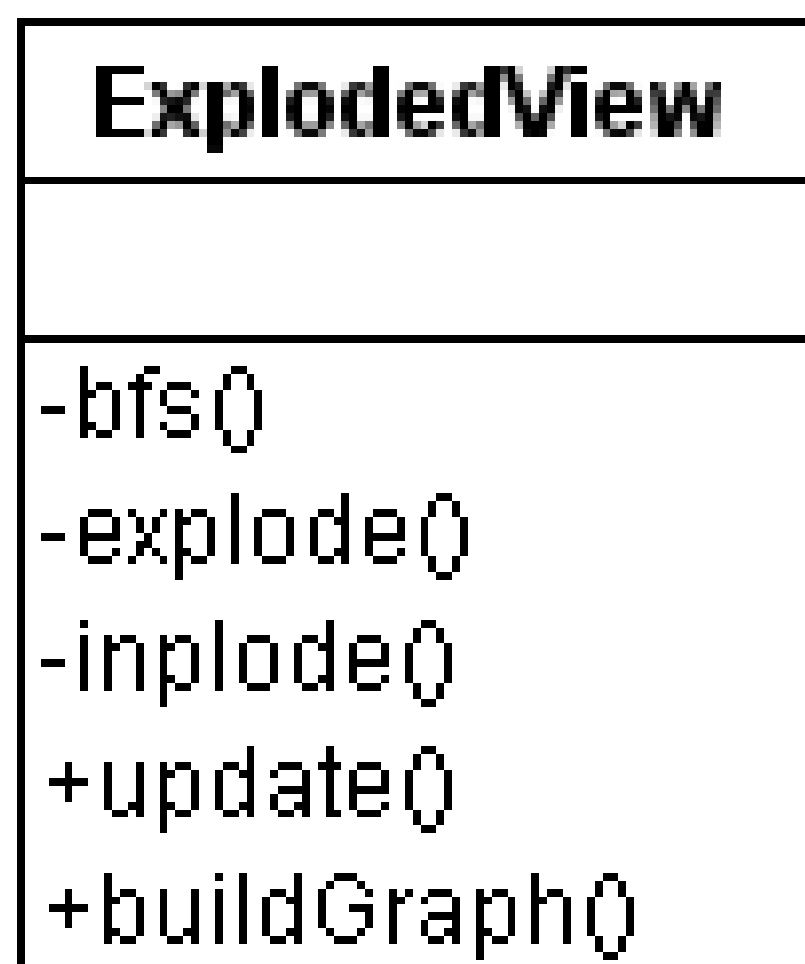 ExplodedView
-bfs()
-explode()
-inplode()
+update()
+buildGraph()